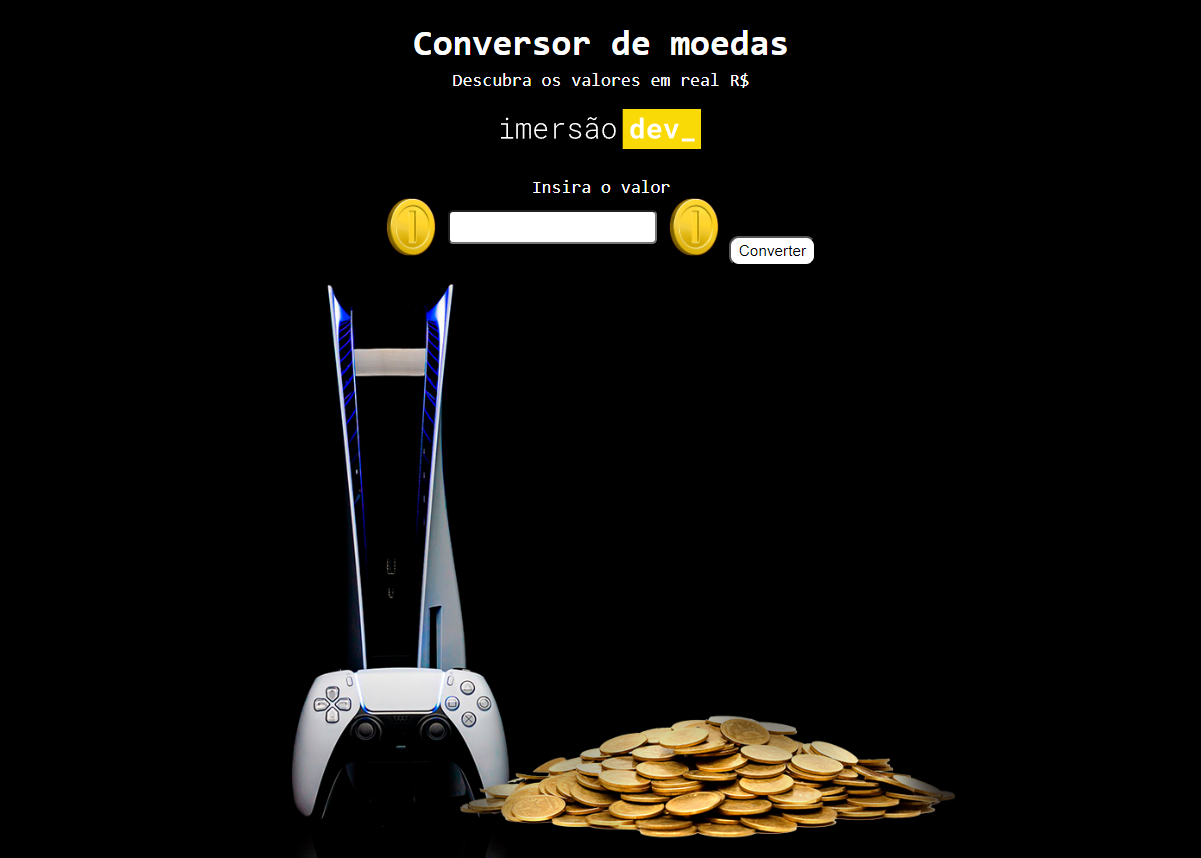 Conversor de moedas
Descubra os valores em real R$
imersão dev_
Insira o valor
Converter